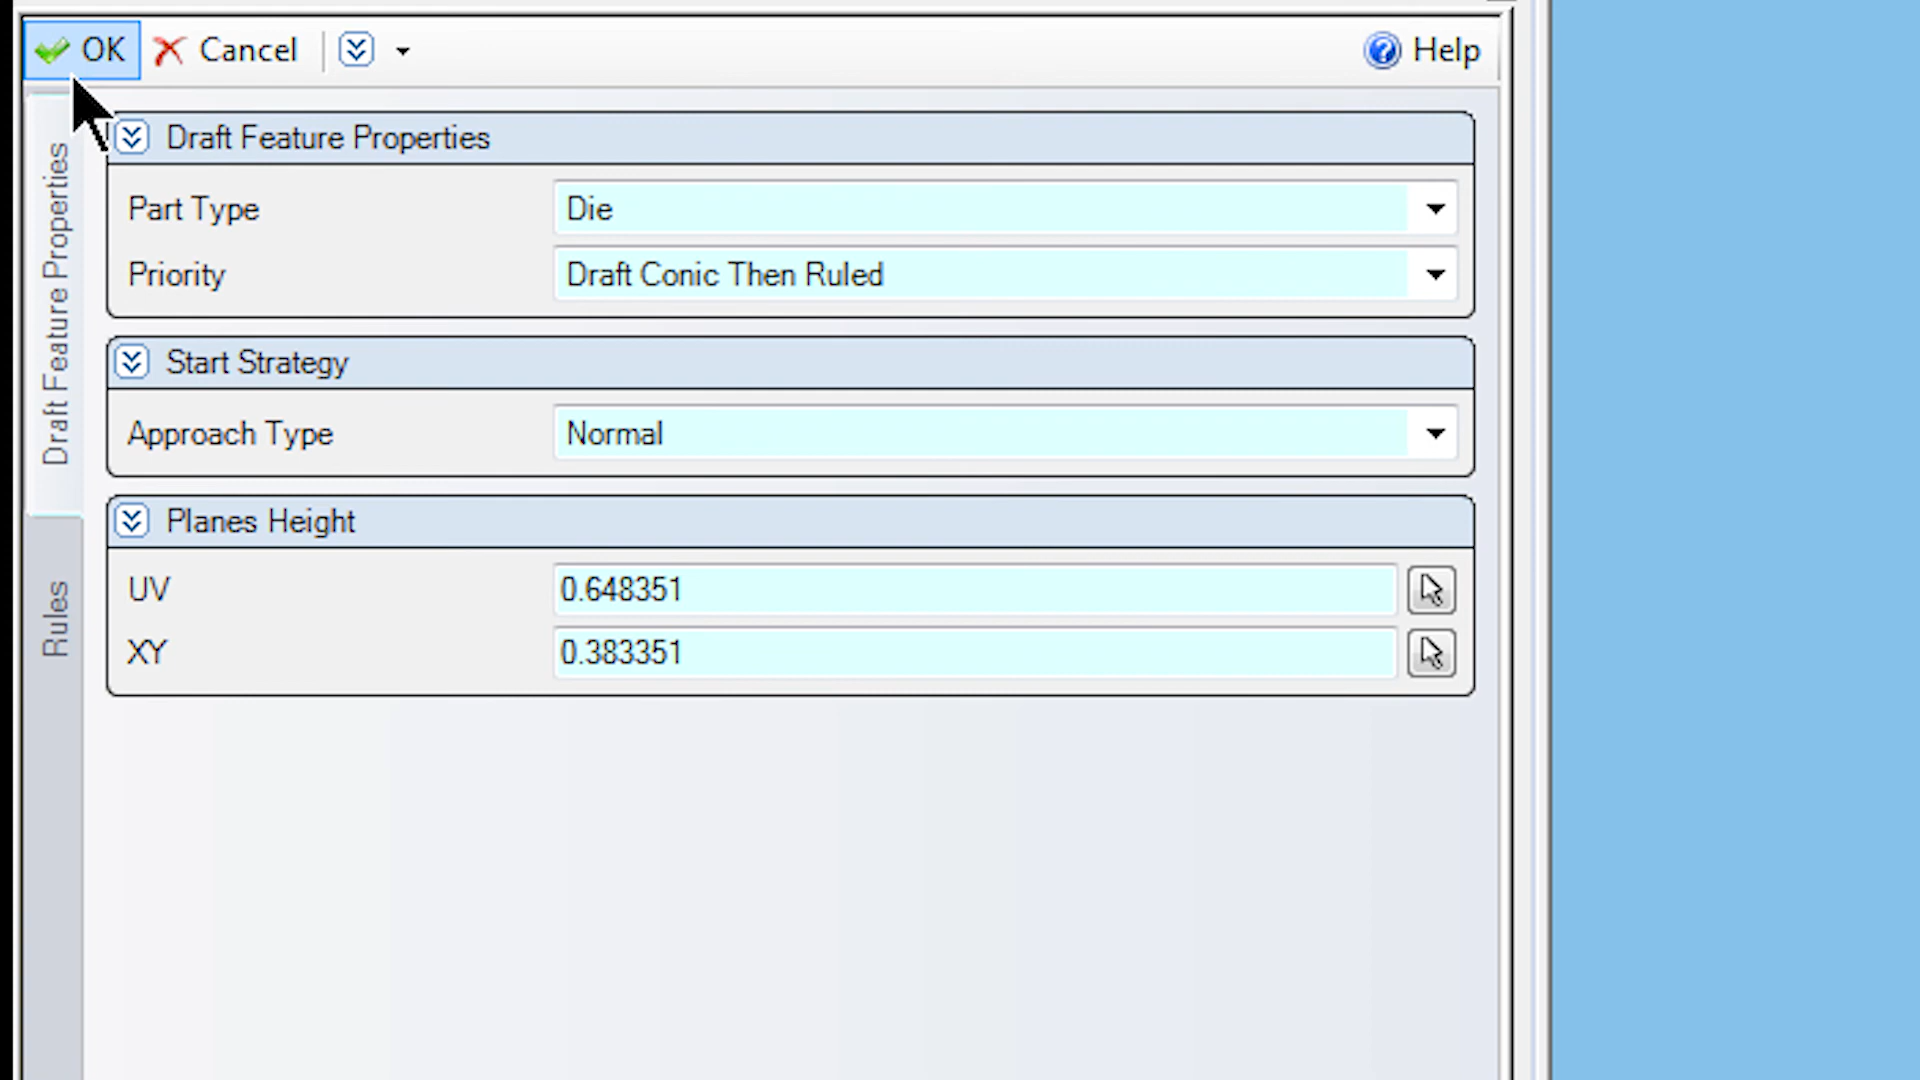 OK Cancel Help
Draft Feature Properties
Draft Feature Properties
Part Type Die
Priority Draft Conic Then Ruled
Start Strategy
Approach Type Normal
Planes Height
UV 0.648351
XY 0.383351
Rules